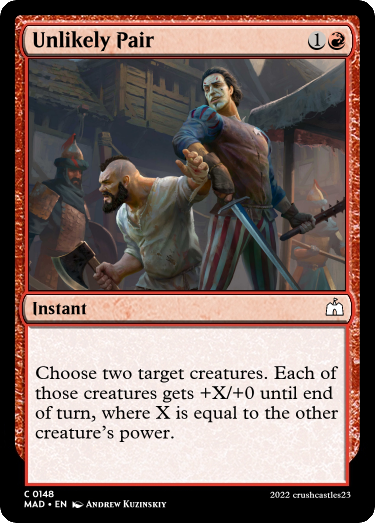 Unlikely Pair 1
Instant
Choose two target creatures. Each of
those creatures gets +X/+0 until end
of turn, where X is equal to the other
creature's power.
C 0148
MAD • EN Andrew Kuzinskiy
2022 crushcastles23